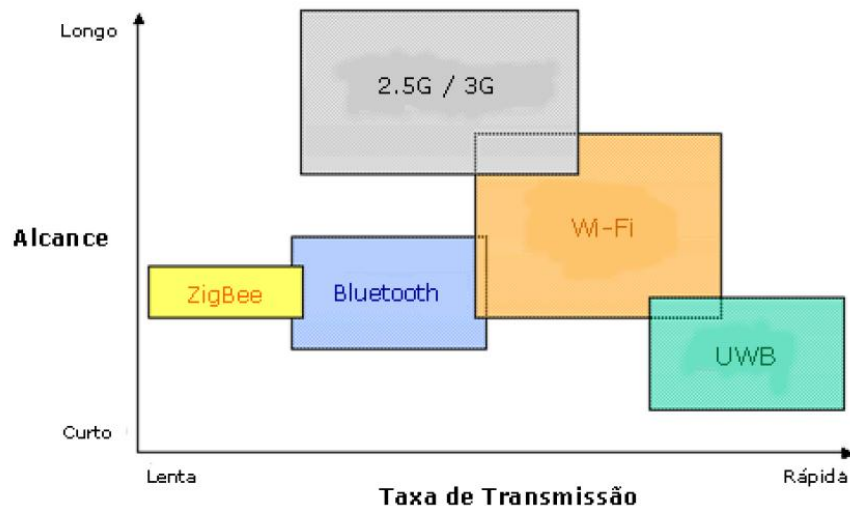 Longo
2.5G / 3G
Wi-Fi
Alcance
ZigBee
Bluetooth
UWB
Curto
Lenta
Rápida
Taxa de Transmissão